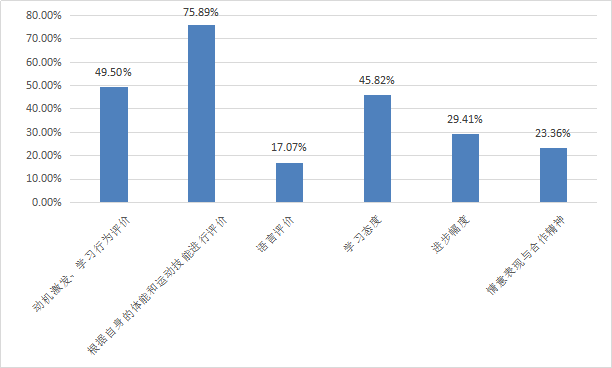 80.00%
70.00%
60.00%
50.00%
40.00%
30.00%
20.00%
10.00%
0.00%
49.50%
75.89%
17.07%
45.82%
29.41%
23.36%
动机激发、学习行为评价
根据自身的体能和运动技能进行评价
语言评价
学习态度
进步幅度
情意表现与合作精神